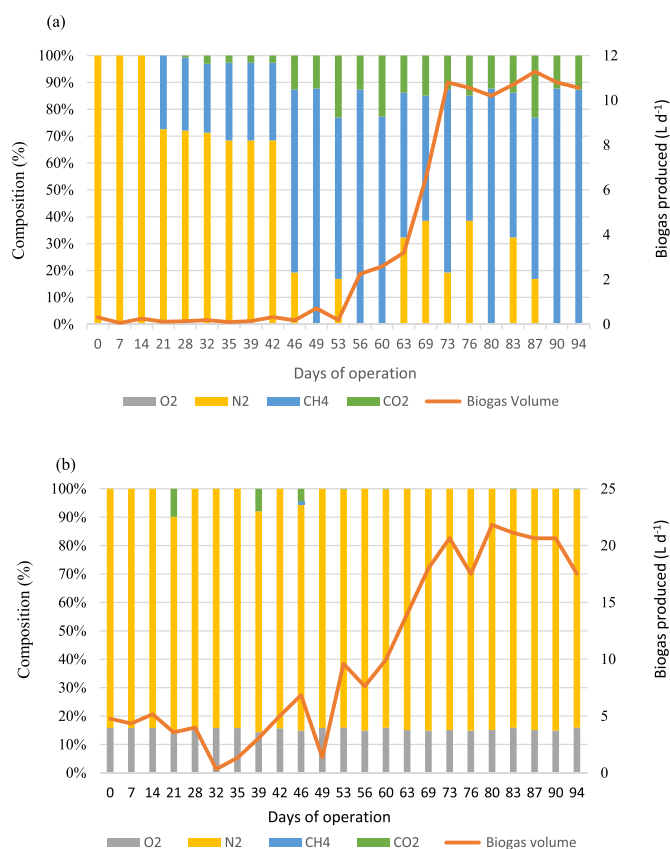 (a)
100%
90%
80%
70%
60%
50%
40%
30%
20%
10%
0%
Composition (%)
12
10
8
6
4
2
0
Biogas produced (L d⁻¹)
0 7 14 21 28 32 35 39 42 46 49 53 56 60 63 69 73 76 80 83 87 90 94
Days of operation
O2 N2 CH4 CO2 Biogas Volume
(b)
100%
90%
80%
70%
60%
50%
40%
30%
20%
10%
0%
Composition (%)
25
20
15
10
5
0
Biogas produced (L d⁻¹)
0 7 14 21 28 32 35 39 42 46 49 53 56 60 63 69 73 76 80 83 87 90 94
Days of operation
O2 N2 CH4 CO2 Biogas volume